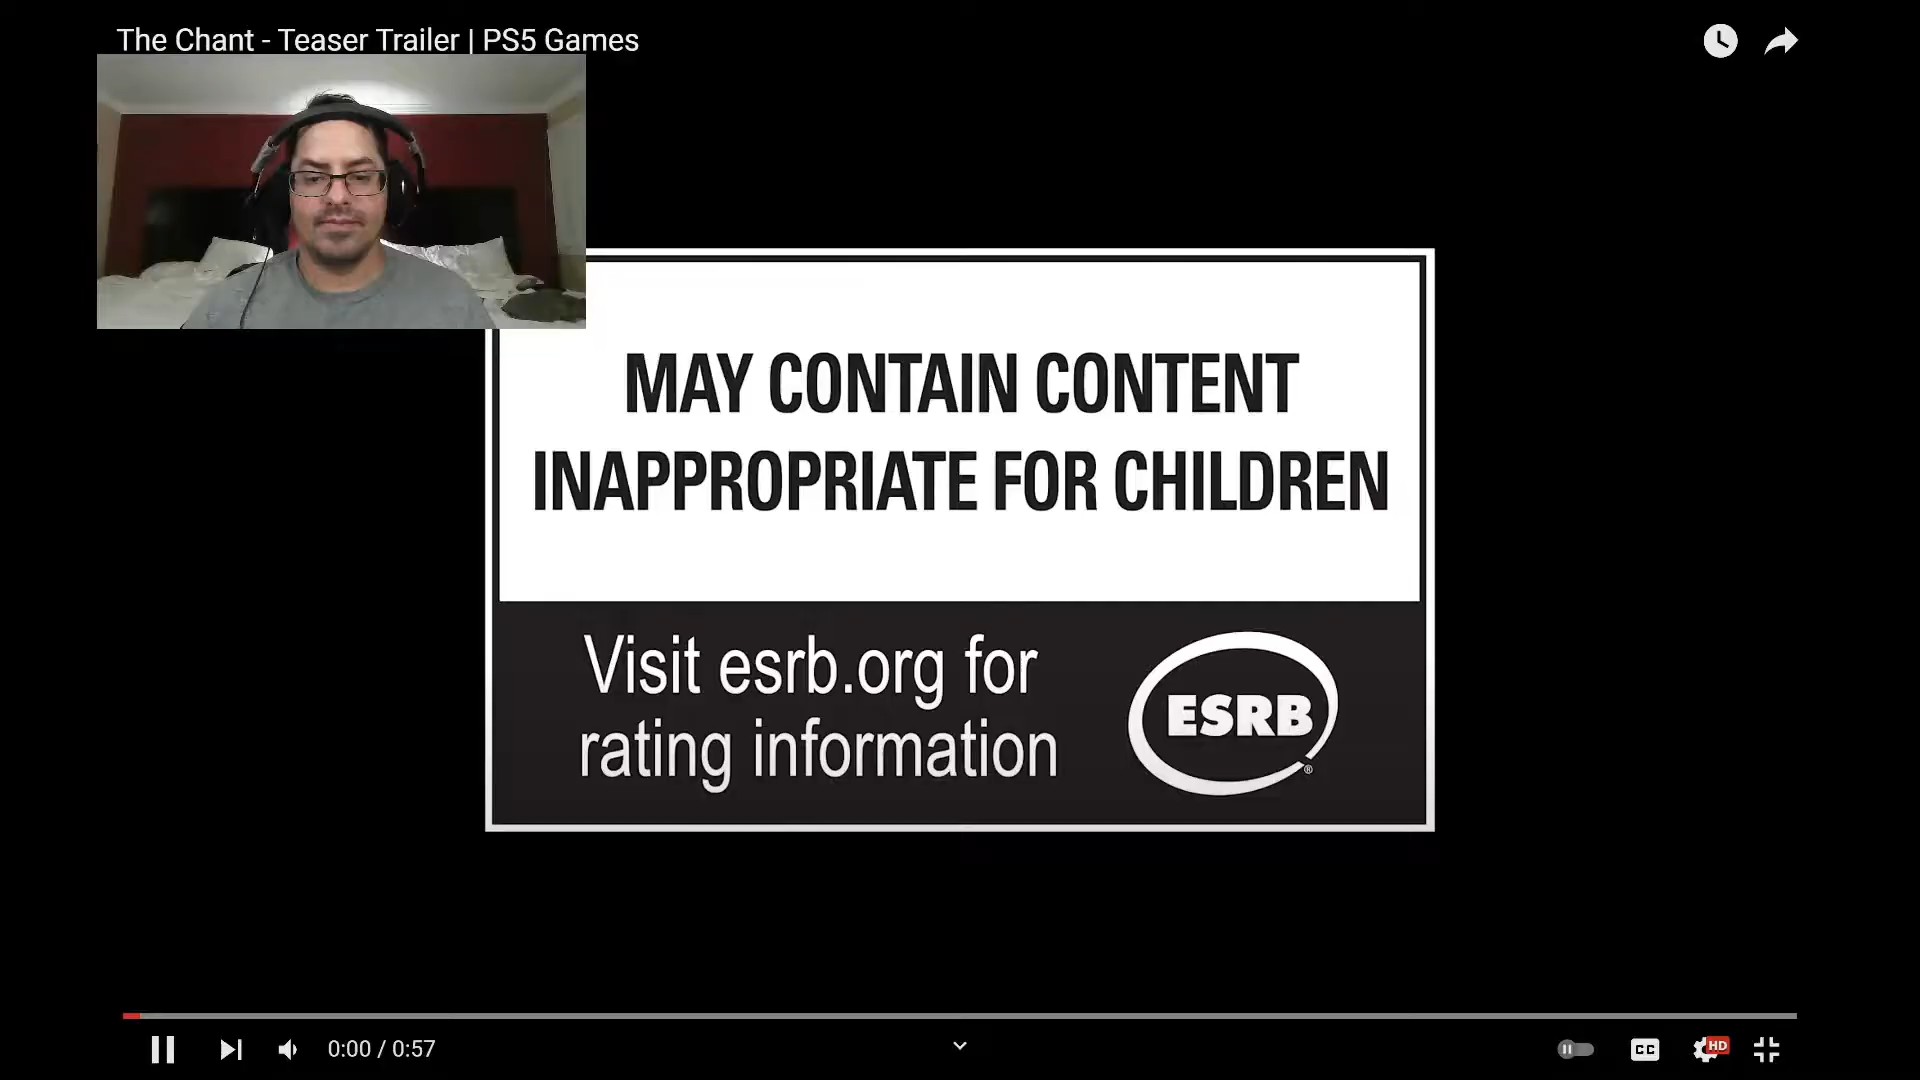 The Chant - Teaser Trailer | PS5 Games
MAY CONTAIN CONTENT
INAPPROPRIATE FOR CHILDREN
Visit esrb.org for
rating information
ESRB
®
0:00 / 0:57
CC
HD